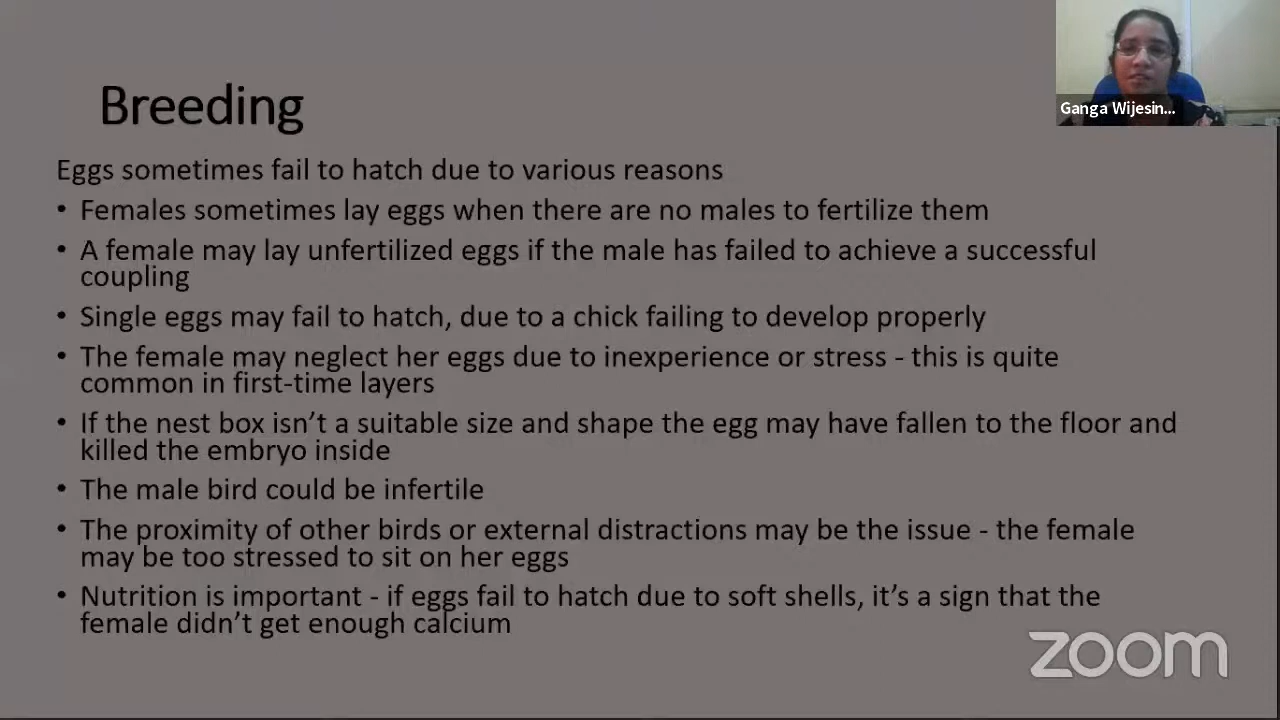 Breeding
Ganga Wijesin...
Eggs sometimes fail to hatch due to various reasons
• Females sometimes lay eggs when there are no males to fertilize them
• A female may lay unfertilized eggs if the male has failed to achieve a successful
coupling
• Single eggs may fail to hatch, due to a chick failing to develop properly
• The female may neglect her eggs due to inexperience or stress - this is quite
common in first-time layers
• If the nest box isn’t a suitable size and shape the egg may have fallen to the floor and
killed the embryo inside
• The male bird could be infertile
• The proximity of other birds or external distractions may be the issue - the female
may be too stressed to sit on her eggs
• Nutrition is important - if eggs fail to hatch due to soft shells, it’s a sign that the
female didn’t get enough calcium
zoom